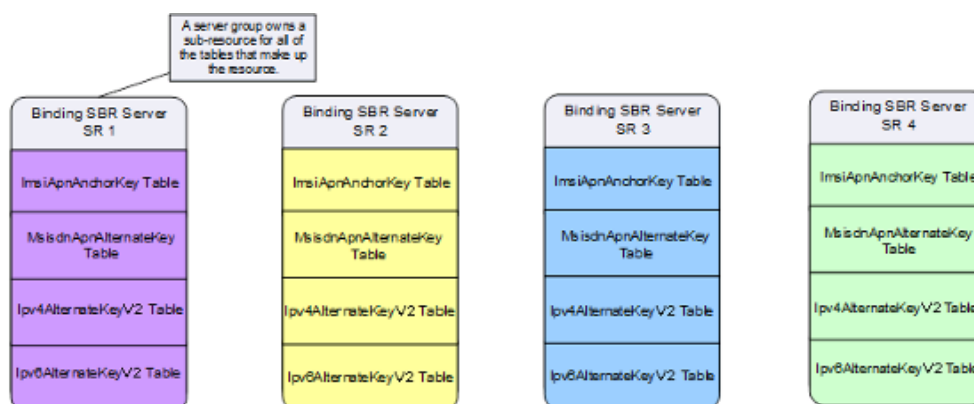 A server group owns a
sub-resource for all of
the tables that make up
the resource.
Binding SBR Server
SR 1
ImsiApnAnchorKey Table
MsisdnApnAlternateKey
Table
Ipv4AlternateKeyV2 Table
Ipv6AlternateKeyV2 Table
Binding SBR Server
SR 2
ImsiApnAnchorKey Table
MsisdnApnAlternateKey
Table
Ipv4AlternateKeyV2 Table
Ipv6AlternateKeyV2 Table
Binding SBR Server
SR 3
ImsiApnAnchorKey Table
MsisdnApnAlternateKey
Table
Ipv4AlternateKeyV2 Table
Ipv6AlternateKeyV2 Table
Binding SBR Server
SR 4
ImsiApnAnchorKey Table
MsisdnApnAlternateKey
Table
Ipv4AlternateKeyV2 Table
Ipv6AlternateKeyV2 Table